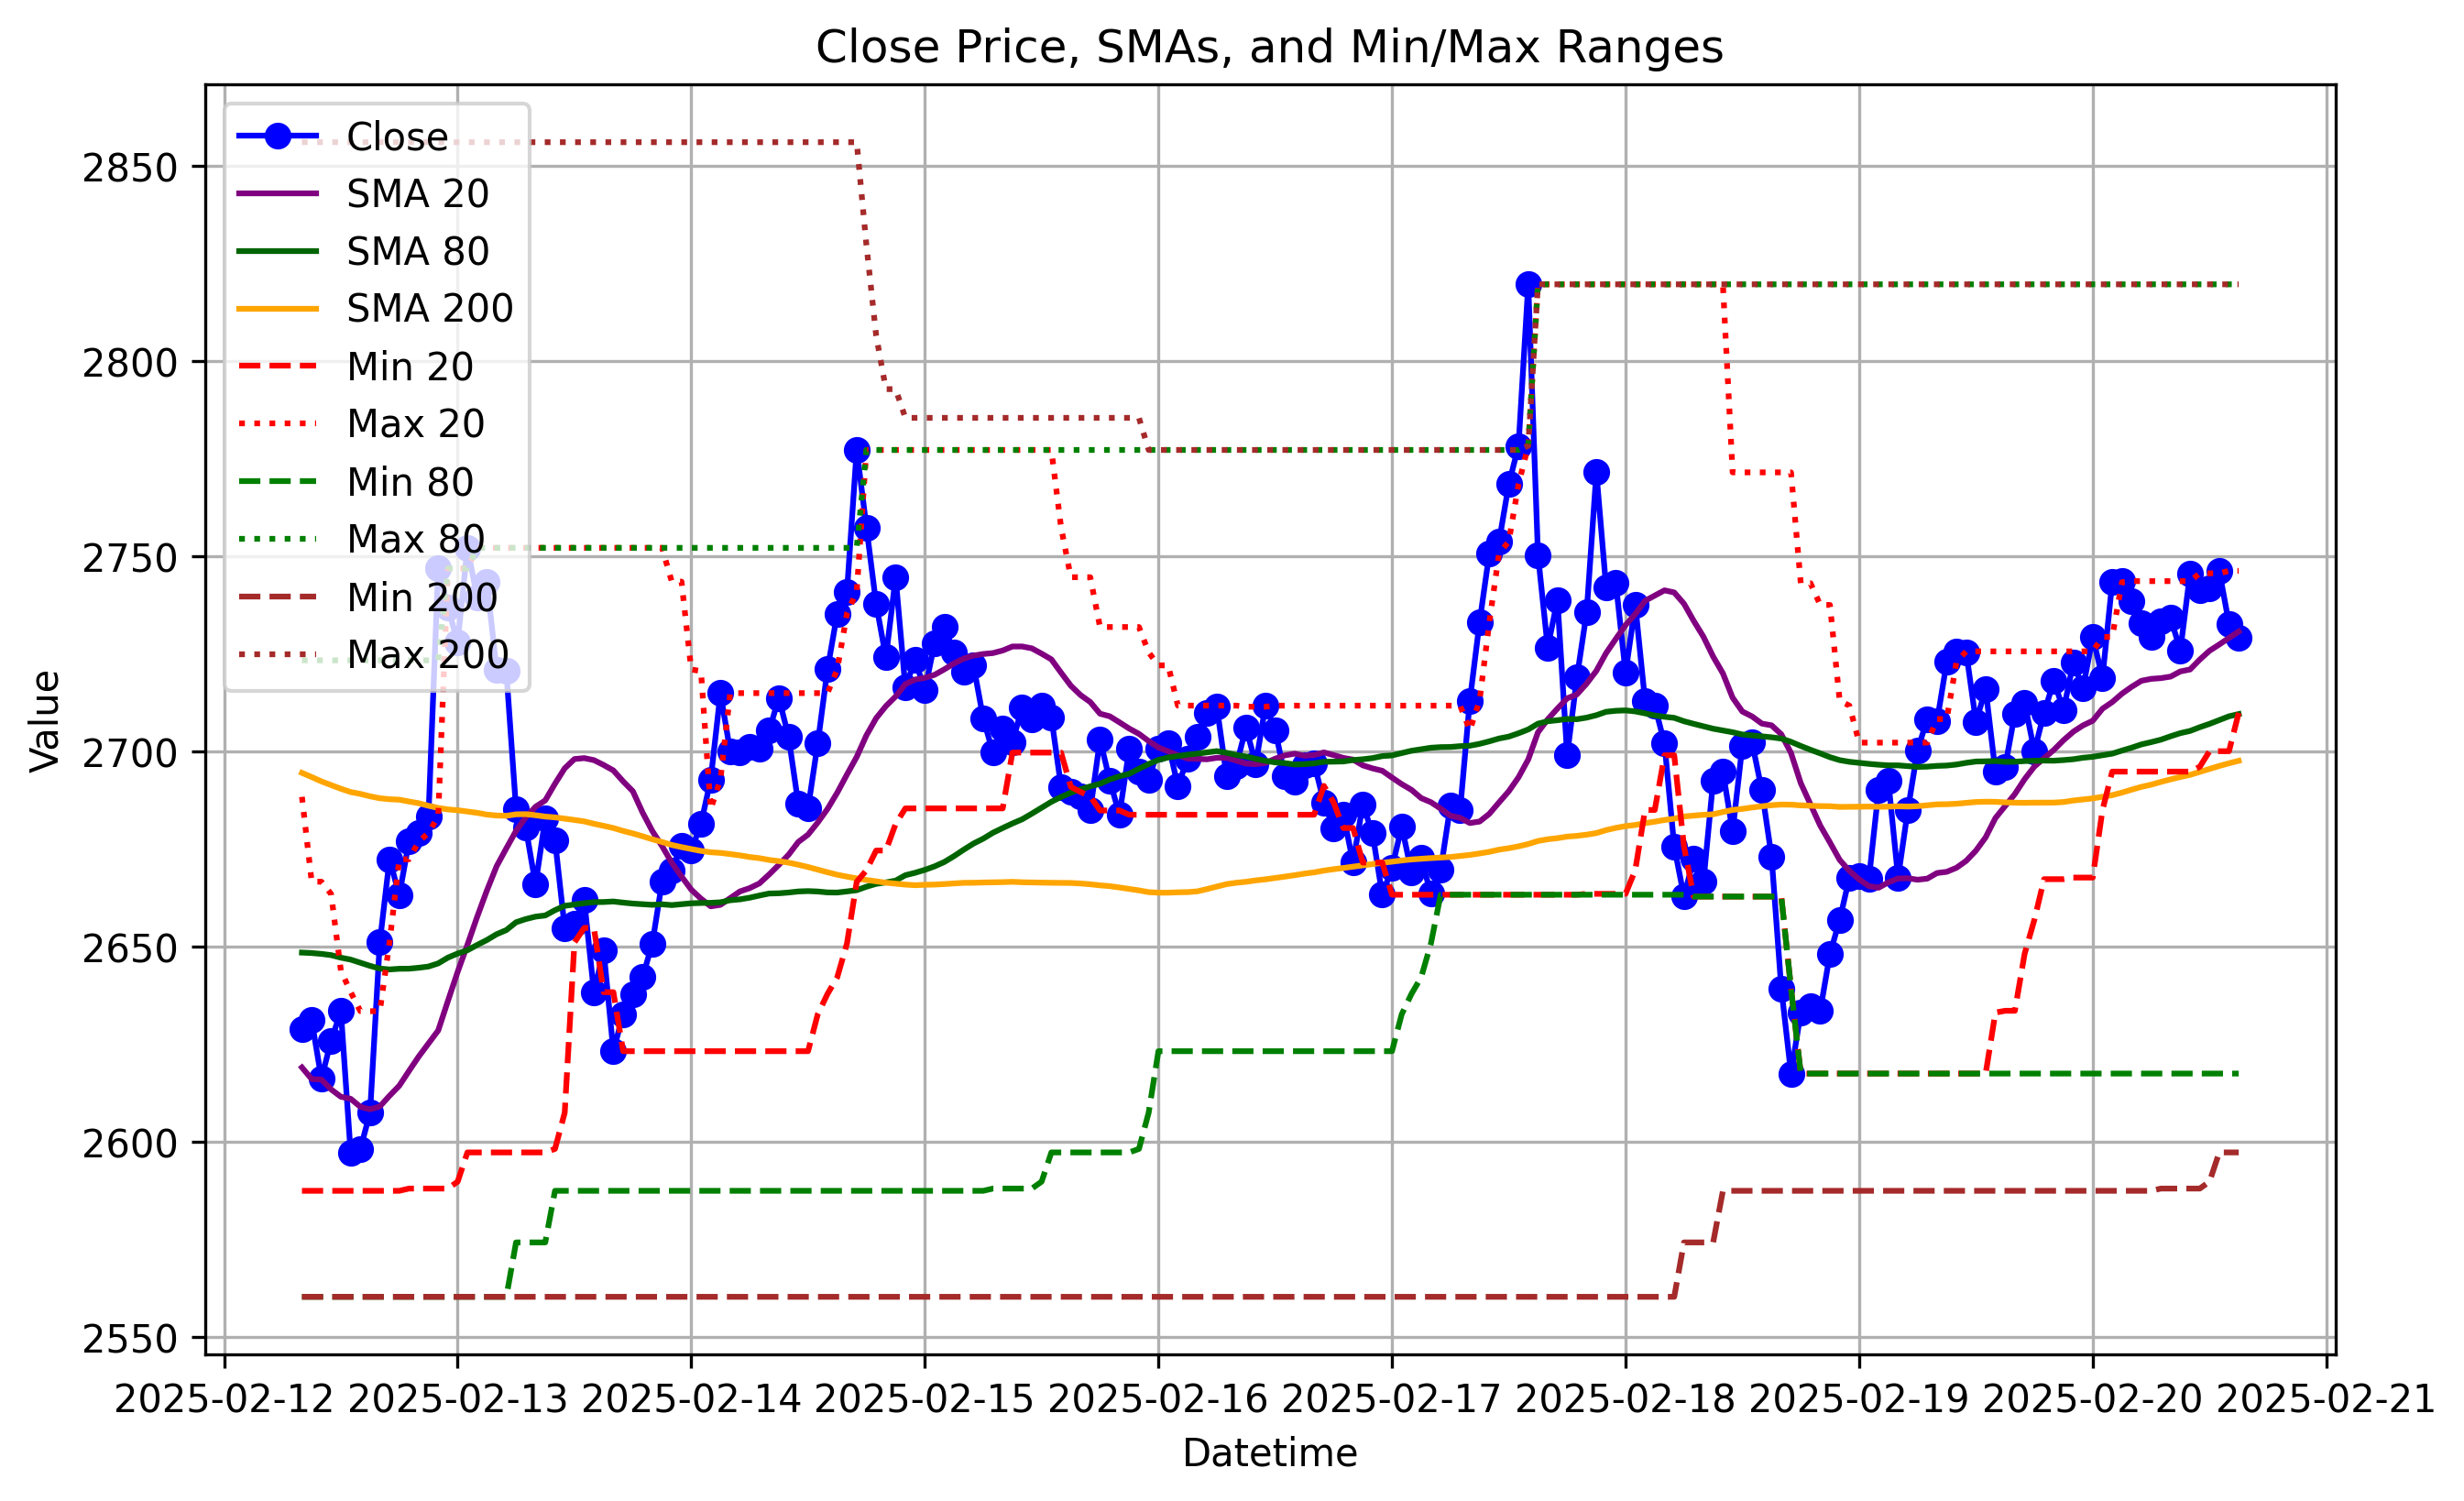 Close Price, SMAs, and Min/Max Ranges
Close
SMA 20
SMA 80
SMA 200
Min 20
Max 20
Min 80
Max 80
Min 200
Max 200
Value
2850
2800
2750
2700
2650
2600
2550
2025-02-12 2025-02-13 2025-02-14 2025-02-15 2025-02-16 2025-02-17 2025-02-18 2025-02-19 2025-02-20 2025-02-21
Datetime